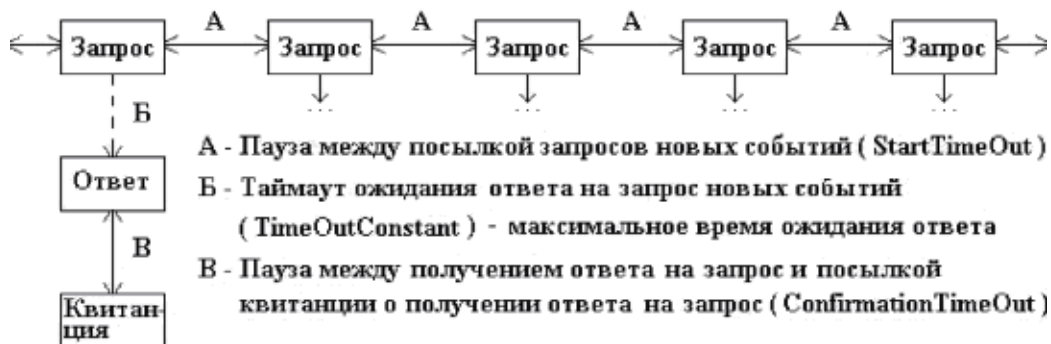 А А А А
Запрос Запрос Запрос Запрос Запрос
... ... ... ...
Б
А - Пауза между посылкой запросов новых событий ( StartTimeOut )
Ответ
Б - Таймаут ожидания ответа на запрос новых событий
( TimeOutConstant ) - максимальное время ожидания ответа
В
В - Пауза между получением ответа на запрос и посылкой
квитанции о получении ответа на запрос ( ConfirmationTimeOut )
Квитан-
ция